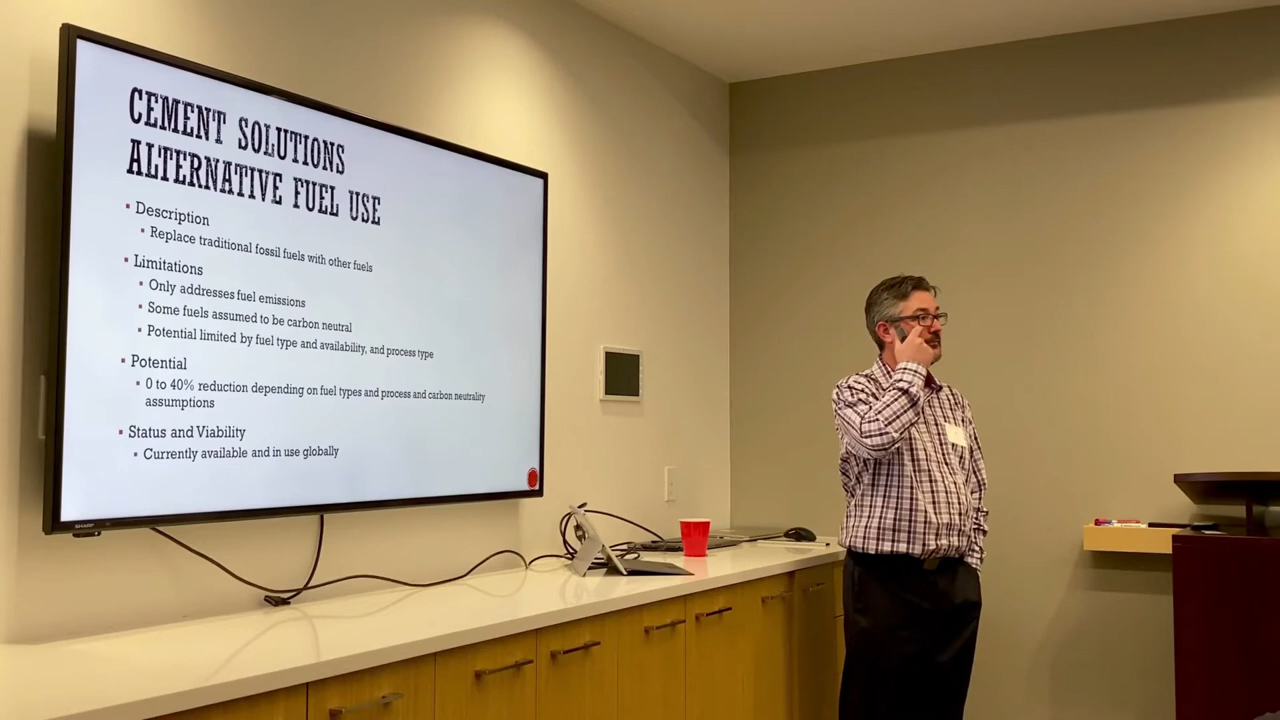 CEMENT SOLUTIONS
ALTERNATIVE FUEL USE
Description
Replace traditional fossil fuels with other fuels
Limitations
Only addresses fuel emissions
Some fuels assumed to be carbon neutral
Potential limited by fuel type and availability, and process type
Potential
0 to 40% reduction depending on fuel types and process and carbon neutrality
assumptions
Status and Viability
Currently available and in use globally
SHARP